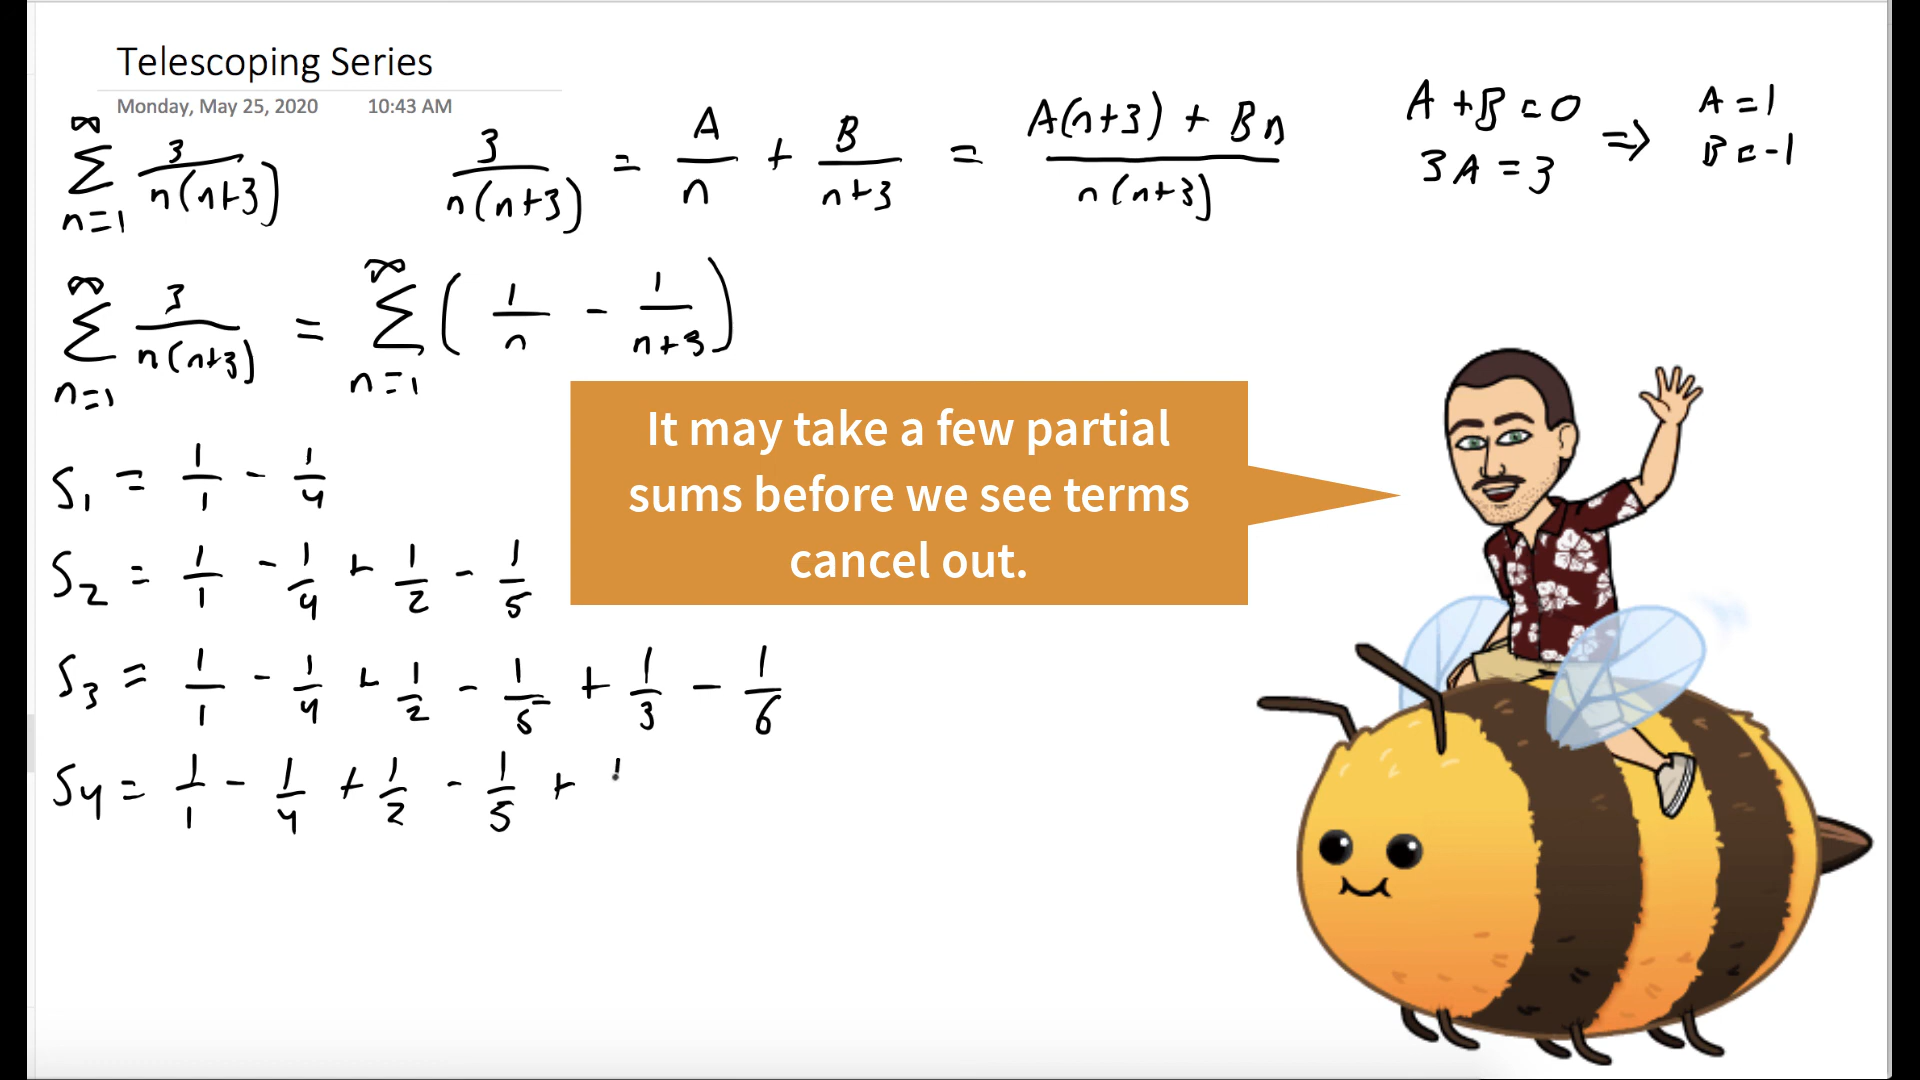 Telescoping Series
Monday, May 25, 2020 10:43 AM
∞ ∑ n=1 3/(n(n+3))   3/(n(n+3)) = A/n + B/(n+3) = (A(n+3) + Bn)/(n(n+3))   A+B=0 3A=3 ⇒ A=1 B=-1
∞ ∑ n=1 3/(n(n+3)) = ∞ ∑ n=1 (1/n - 1/(n+3))
It may take a few partial
sums before we see terms
cancel out.
S₁ = 1/1 - 1/4
S₂ = 1/1 - 1/4 + 1/2 - 1/5
S₃ = 1/1 - 1/4 + 1/2 - 1/5 + 1/3 - 1/6
S₄ = 1/1 - 1/4 + 1/2 - 1/5 +